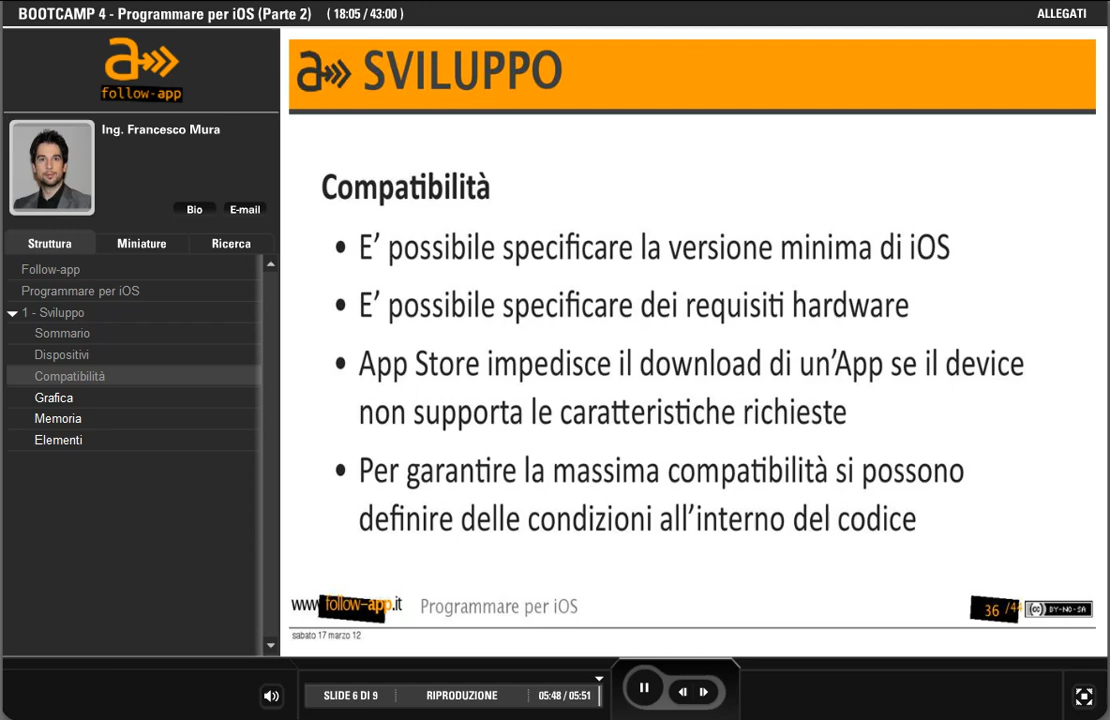 BOOTCAMP 4 - Programmare per iOS (Parte 2) ( 18:05 / 43:00 )
ALLEGATI
a
follow-app
Ing. Francesco Mura
Bio
E-mail
Struttura
Miniature
Ricerca
Follow-app
Programmare per iOS
1 - Sviluppo
Sommario
Dispositivi
Compatibilità
Grafica
Memoria
Elementi
a SVILUPPO
Compatibilità
• E’ possibile specificare la versione minima di iOS
• E’ possibile specificare dei requisiti hardware
• App Store impedisce il download di un’App se il device
non supporta le caratteristiche richieste
• Per garantire la massima compatibilità si possono
definire delle condizioni all’interno del codice
www.follow-app.it
Programmare per iOS
36
(cc) BY-NO-SA
sabato 17 marzo 12
SLIDE 6 DI 9
RIPRODUZIONE
05:48 / 05:51